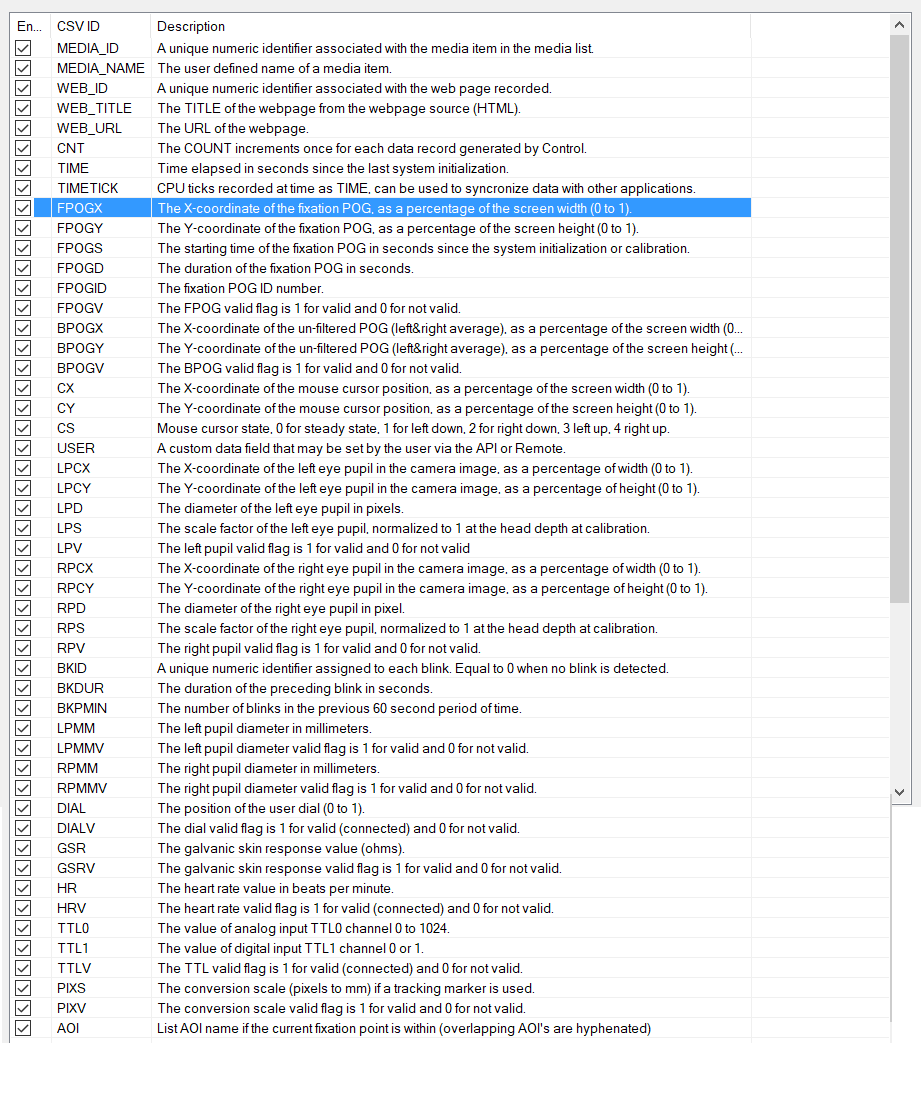 En... CSV ID Description
MEDIA_ID A unique numeric identifier associated with the media item in the media list.
MEDIA_NAME The user defined name of a media item.
WEB_ID A unique numeric identifier associated with the web page recorded.
WEB_TITLE The TITLE of the webpage from the webpage source (HTML).
WEB_URL The URL of the webpage.
CNT The COUNT increments once for each data record generated by Control.
TIME Time elapsed in seconds since the last system initialization.
TIMETICK CPU ticks recorded at time as TIME, can be used to syncronize data with other applications.
FPOGX The X-coordinate of the fixation POG, as a percentage of the screen width (0 to 1).
FPOGY The Y-coordinate of the fixation POG, as a percentage of the screen height (0 to 1).
FPOGS The starting time of the fixation POG in seconds since the system initialization or calibration.
FPOGD The duration of the fixation POG in seconds.
FPOGID The fixation POG ID number.
FPOGV The FPOG valid flag is 1 for valid and 0 for not valid.
BPOGX The X-coordinate of the un-filtered POG (left&right average), as a percentage of the screen width (0...
BPOGY The Y-coordinate of the un-filtered POG (left&right average), as a percentage of the screen height (...
BPOGV The BPOG valid flag is 1 for valid and 0 for not valid.
CX The X-coordinate of the mouse cursor position, as a percentage of the screen width (0 to 1).
CY The Y-coordinate of the mouse cursor position, as a percentage of the screen height (0 to 1).
CS Mouse cursor state, 0 for steady state, 1 for left down, 2 for right down, 3 left up, 4 right up.
USER A custom data field that may be set by the user via the API or Remote.
LPCX The X-coordinate of the left eye pupil in the camera image, as a percentage of width (0 to 1).
LPCY The Y-coordinate of the left eye pupil in the camera image, as a percentage of height (0 to 1).
LPD The diameter of the left eye pupil in pixels.
LPS The scale factor of the left eye pupil, normalized to 1 at the head depth at calibration.
LPV The left pupil valid flag is 1 for valid and 0 for not valid
RPCX The X-coordinate of the right eye pupil in the camera image, as a percentage of width (0 to 1).
RPCY The Y-coordinate of the right eye pupil in the camera image, as a percentage of height (0 to 1).
RPD The diameter of the right eye pupil in pixel.
RPS The scale factor of the right eye pupil, normalized to 1 at the head depth at calibration.
RPV The right pupil valid flag is 1 for valid and 0 for not valid.
BKID A unique numeric identifier assigned to each blink. Equal to 0 when no blink is detected.
BKDUR The duration of the preceding blink in seconds.
BKPMIN The number of blinks in the previous 60 second period of time.
LPMM The left pupil diameter in millimeters.
LPMMV The left pupil diameter valid flag is 1 for valid and 0 for not valid.
RPMM The right pupil diameter in millimeters.
RPMMV The right pupil diameter valid flag is 1 for valid and 0 for not valid.
DIAL The position of the user dial (0 to 1).
DIALV The dial valid flag is 1 for valid (connected) and 0 for not valid.
GSR The galvanic skin response value (ohms).
GSRV The galvanic skin response valid flag is 1 for valid and 0 for not valid.
HR The heart rate value in beats per minute.
HRV The heart rate valid flag is 1 for valid (connected) and 0 for not valid.
TTL0 The value of analog input TTL0 channel 0 to 1024.
TTL1 The value of digital input TTL1 channel 0 or 1.
TTLV The TTL valid flag is 1 for valid (connected) and 0 for not valid.
PIXS The conversion scale (pixels to mm) if a tracking marker is used.
PIXV The conversion scale valid flag is 1 for valid and 0 for not valid.
AOI List AOI name if the current fixation point is within (overlapping AOI's are hyphenated)